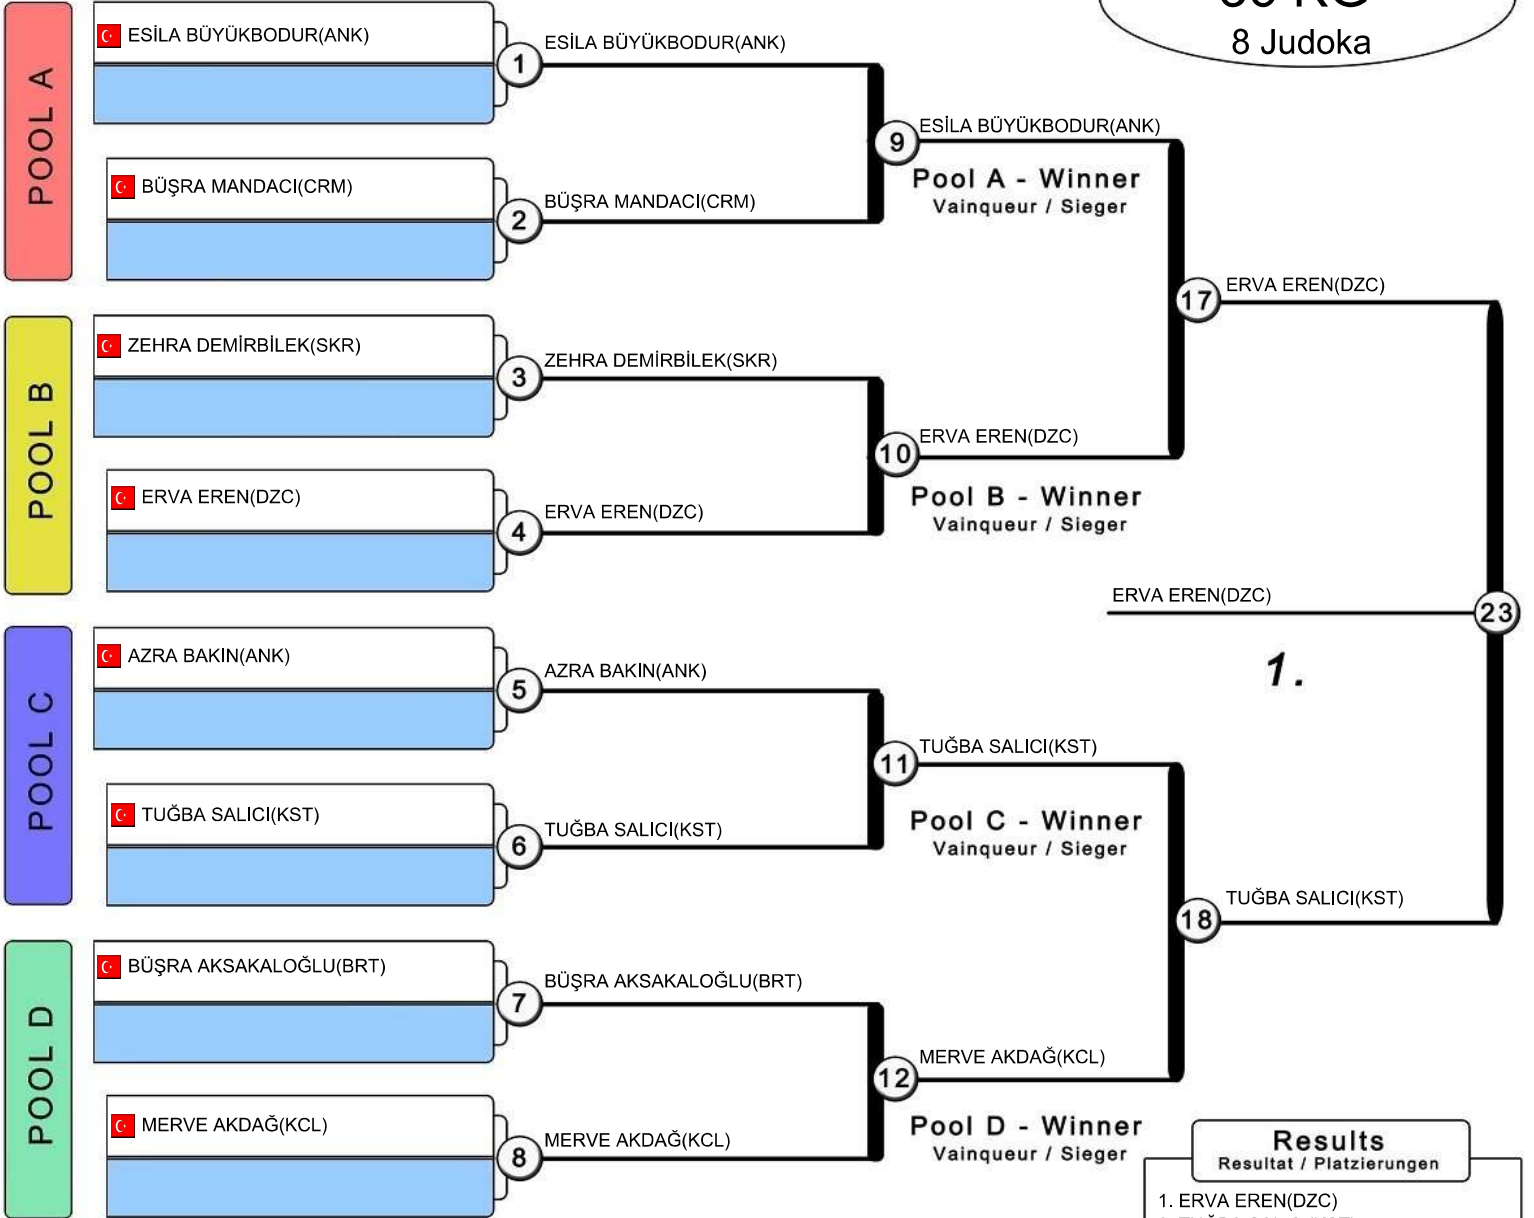 KG
8 Judoka
POOL A
ESİLA BÜYÜKBODUR(ANK)
1
ESİLA BÜYÜKBODUR(ANK)
BÜŞRA MANDACI(CRM)
2
BÜŞRA MANDACI(CRM)
9
ESİLA BÜYÜKBODUR(ANK)
Pool A - Winner
Vainqueur / Sieger
POOL B
ZEHRA DEMİRBİLEK(SKR)
3
ZEHRA DEMİRBİLEK(SKR)
ERVA EREN(DZC)
4
ERVA EREN(DZC)
10
ERVA EREN(DZC)
Pool B - Winner
Vainqueur / Sieger
17
ERVA EREN(DZC)
POOL C
AZRA BAKIN(ANK)
5
AZRA BAKIN(ANK)
TUĞBA SALICI(KST)
6
TUĞBA SALICI(KST)
11
TUĞBA SALICI(KST)
Pool C - Winner
Vainqueur / Sieger
POOL D
BÜŞRA AKSAKALOĞLU(BRT)
7
BÜŞRA AKSAKALOĞLU(BRT)
MERVE AKDAĞ(KCL)
8
MERVE AKDAĞ(KCL)
12
MERVE AKDAĞ(KCL)
Pool D - Winner
Vainqueur / Sieger
18
TUĞBA SALICI(KST)
23
ERVA EREN(DZC)
1.
Results
Resultat / Platzierungen
1. ERVA EREN(DZC)